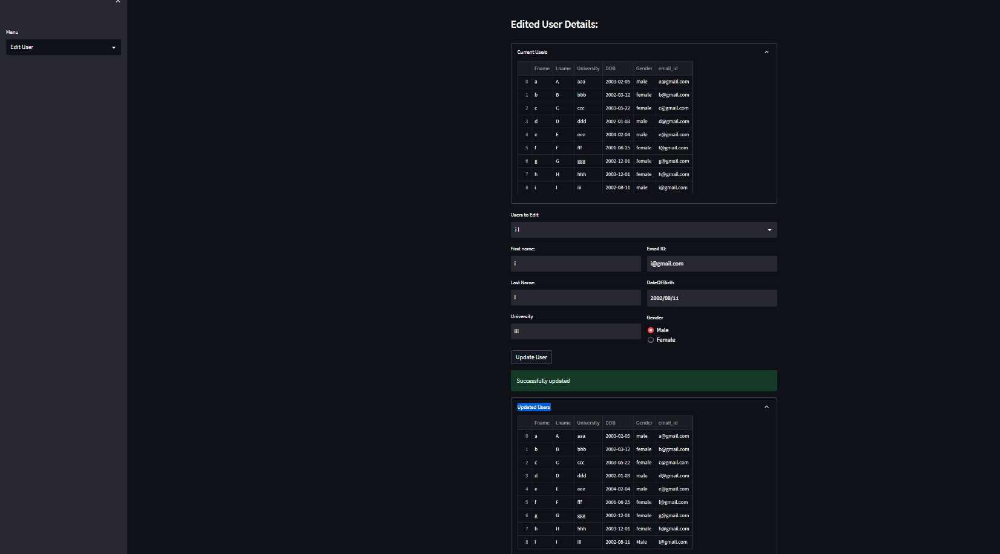 Menu
Edit User
Edited User Details:
Current Users
Fname Lname University DOB Gender email_id
0 a A aaa 2003-02-05 male a@gmail.com
1 b B bbb 2002-03-12 female b@gmail.com
2 c C ccc 2003-05-22 female c@gmail.com
3 d D ddd 2002-01-03 male d@gmail.com
4 e E eee 2004-02-04 male e@gmail.com
5 f F fff 2001-06-25 female f@gmail.com
6 g G ggg 2002-12-01 female g@gmail.com
7 h H hhh 2003-12-01 female h@gmail.com
8 i I iii 2002-08-11 male i@gmail.com
Users to Edit
i I
First name:
i
Email ID:
i@gmail.com
Last Name:
I
DateOFBirth
2002/08/11
University
iii
Gender
Male
Female
Update User
Successfully updated
Updated Users
Fname Lname University DOB Gender email_id
0 a A aaa 2003-02-05 male a@gmail.com
1 b B bbb 2002-03-12 female b@gmail.com
2 c C ccc 2003-05-22 female c@gmail.com
3 d D ddd 2002-01-03 male d@gmail.com
4 e E eee 2004-02-04 male e@gmail.com
5 f F fff 2001-06-25 female f@gmail.com
6 g G ggg 2002-12-01 female g@gmail.com
7 h H hhh 2003-12-01 female h@gmail.com
8 i I iii 2002-08-11 Male i@gmail.com